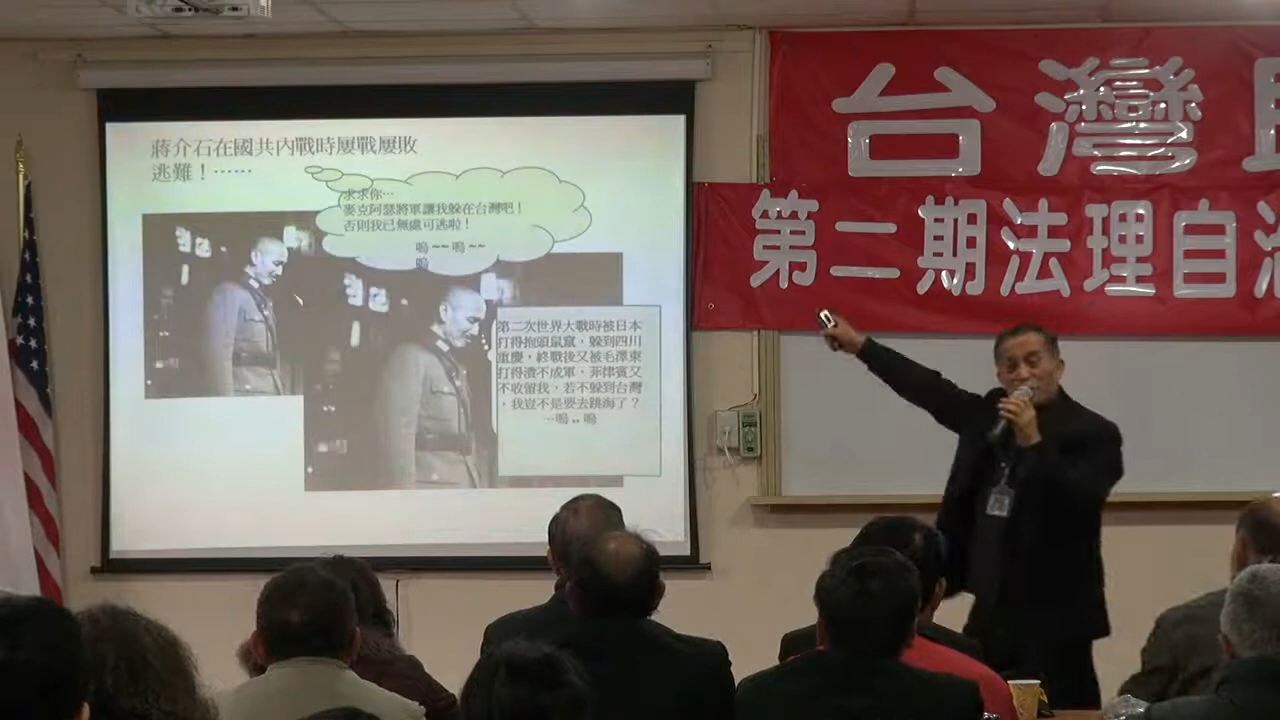 蔣介石在國共內戰時屢戰屢敗
逃難！……
求求你…
麥克阿瑟將軍讓我躲在台灣吧！
否則我已無處可逃啦！
嗚~~嗚~~
嗚
第二次世界大戰時被日本
打得抱頭鼠竄，躲到四川
重慶，終戰後又被毛澤東
打得潰不成軍，菲律賓又
不收留我，若不躲到台灣
，我豈不是要去跳海了？
…嗚..嗚
台灣
第二期法理自